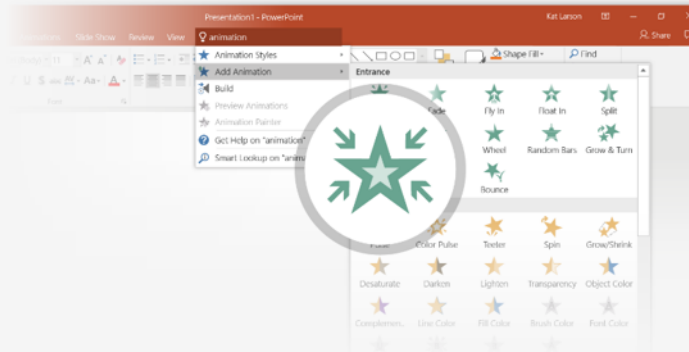 Presentation1 - PowerPoint
Kat Larson
Slide Show Review View animation
Share
Animation Styles
Add Animation
Build
Preview Animations
Animation Painter
Get Help on "animation"
Smart Lookup on
Shape Fill
Find
Aa
Entrance
Fade Fly In Float In Split
Wheel Random Bars Grow & Turn
Bounce
Pulse Color Pulse Teeter Spin Grow/Shrink
Desaturate Darken Lighten Transparency Object Color
Complemen... Line Color Fill Color Brush Color Font Color